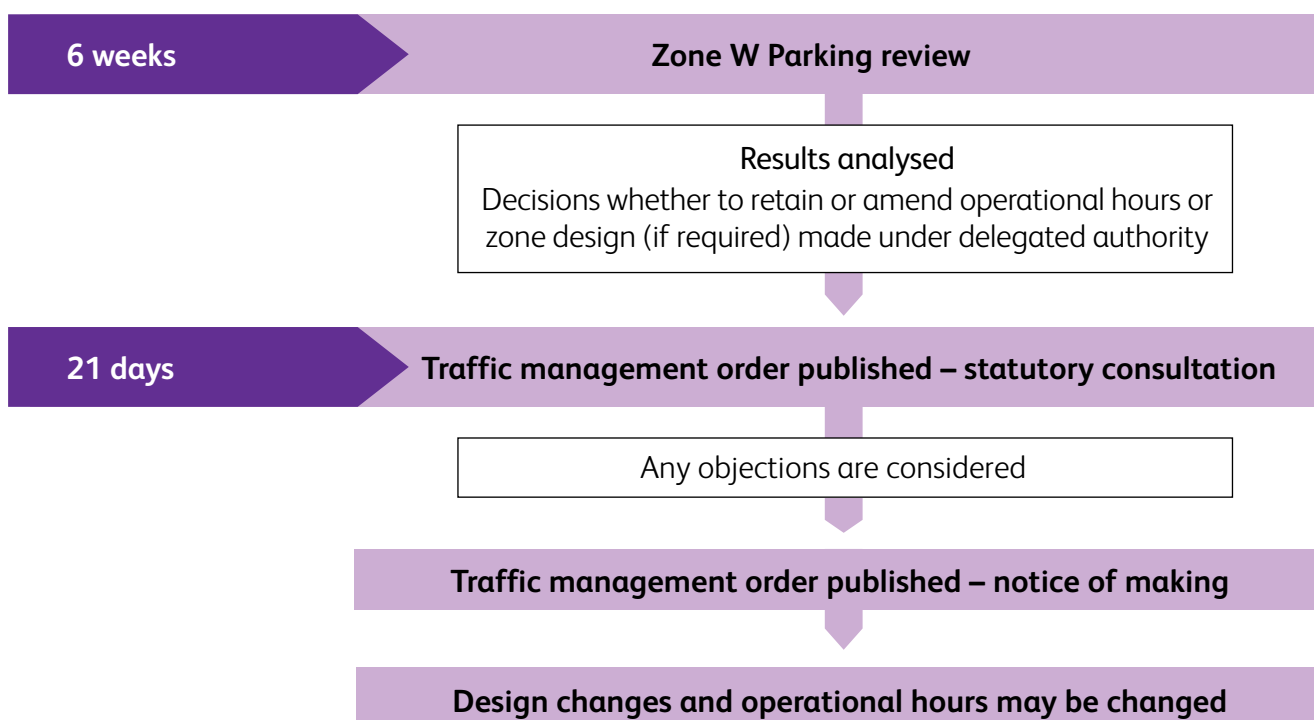 6 weeks
Zone W Parking review
Results analysed
Decisions whether to retain or amend operational hours or
zone design (if required) made under delegated authority
21 days
Traffic management order published – statutory consultation
Any objections are considered
Traffic management order published – notice of making
Design changes and operational hours may be changed